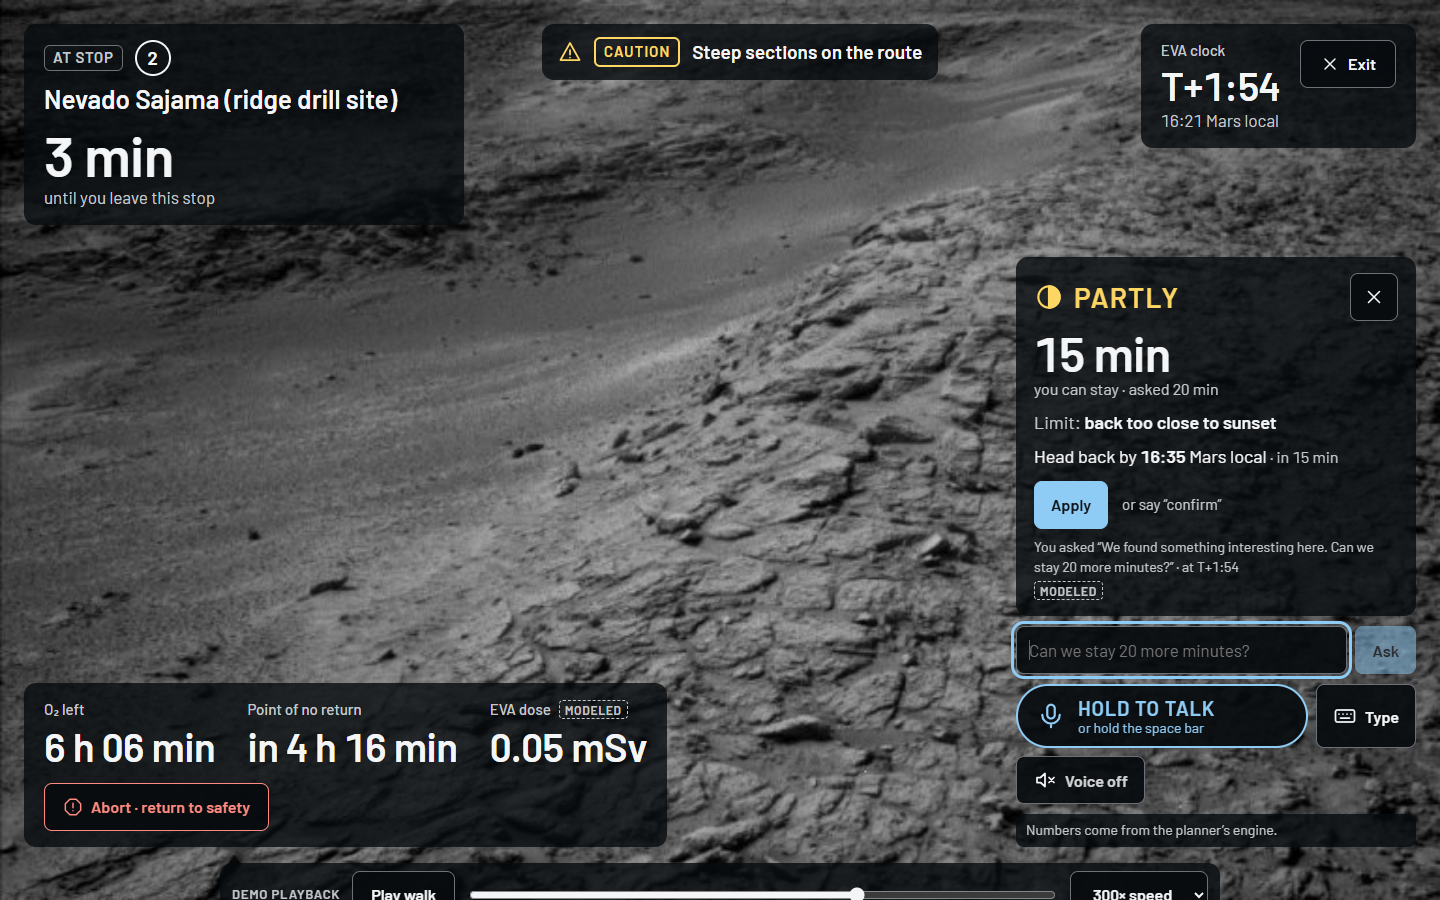 AT STOP 2
Nevado Sajama (ridge drill site)
3 min
until you leave this stop
CAUTION Steep sections on the route
EVA clock
T+1:54
16:21 Mars local
Exit
PARTLY
15 min
you can stay · asked 20 min
Limit: back too close to sunset
Head back by 16:35 Mars local · in 15 min
Apply or say “confirm”
You asked “We found something interesting here. Can we
stay 20 more minutes?” · at T+1:54
MODELED
Can we stay 20 more minutes? Ask
HOLD TO TALK
or hold the space bar
Type
Voice off
Numbers come from the planner’s engine.
O₂ left
6 h 06 min
Point of no return
in 4 h 16 min
EVA dose MODELED
0.05 mSv
Abort · return to safety
DEMO PLAYBACK Play walk 300× speed